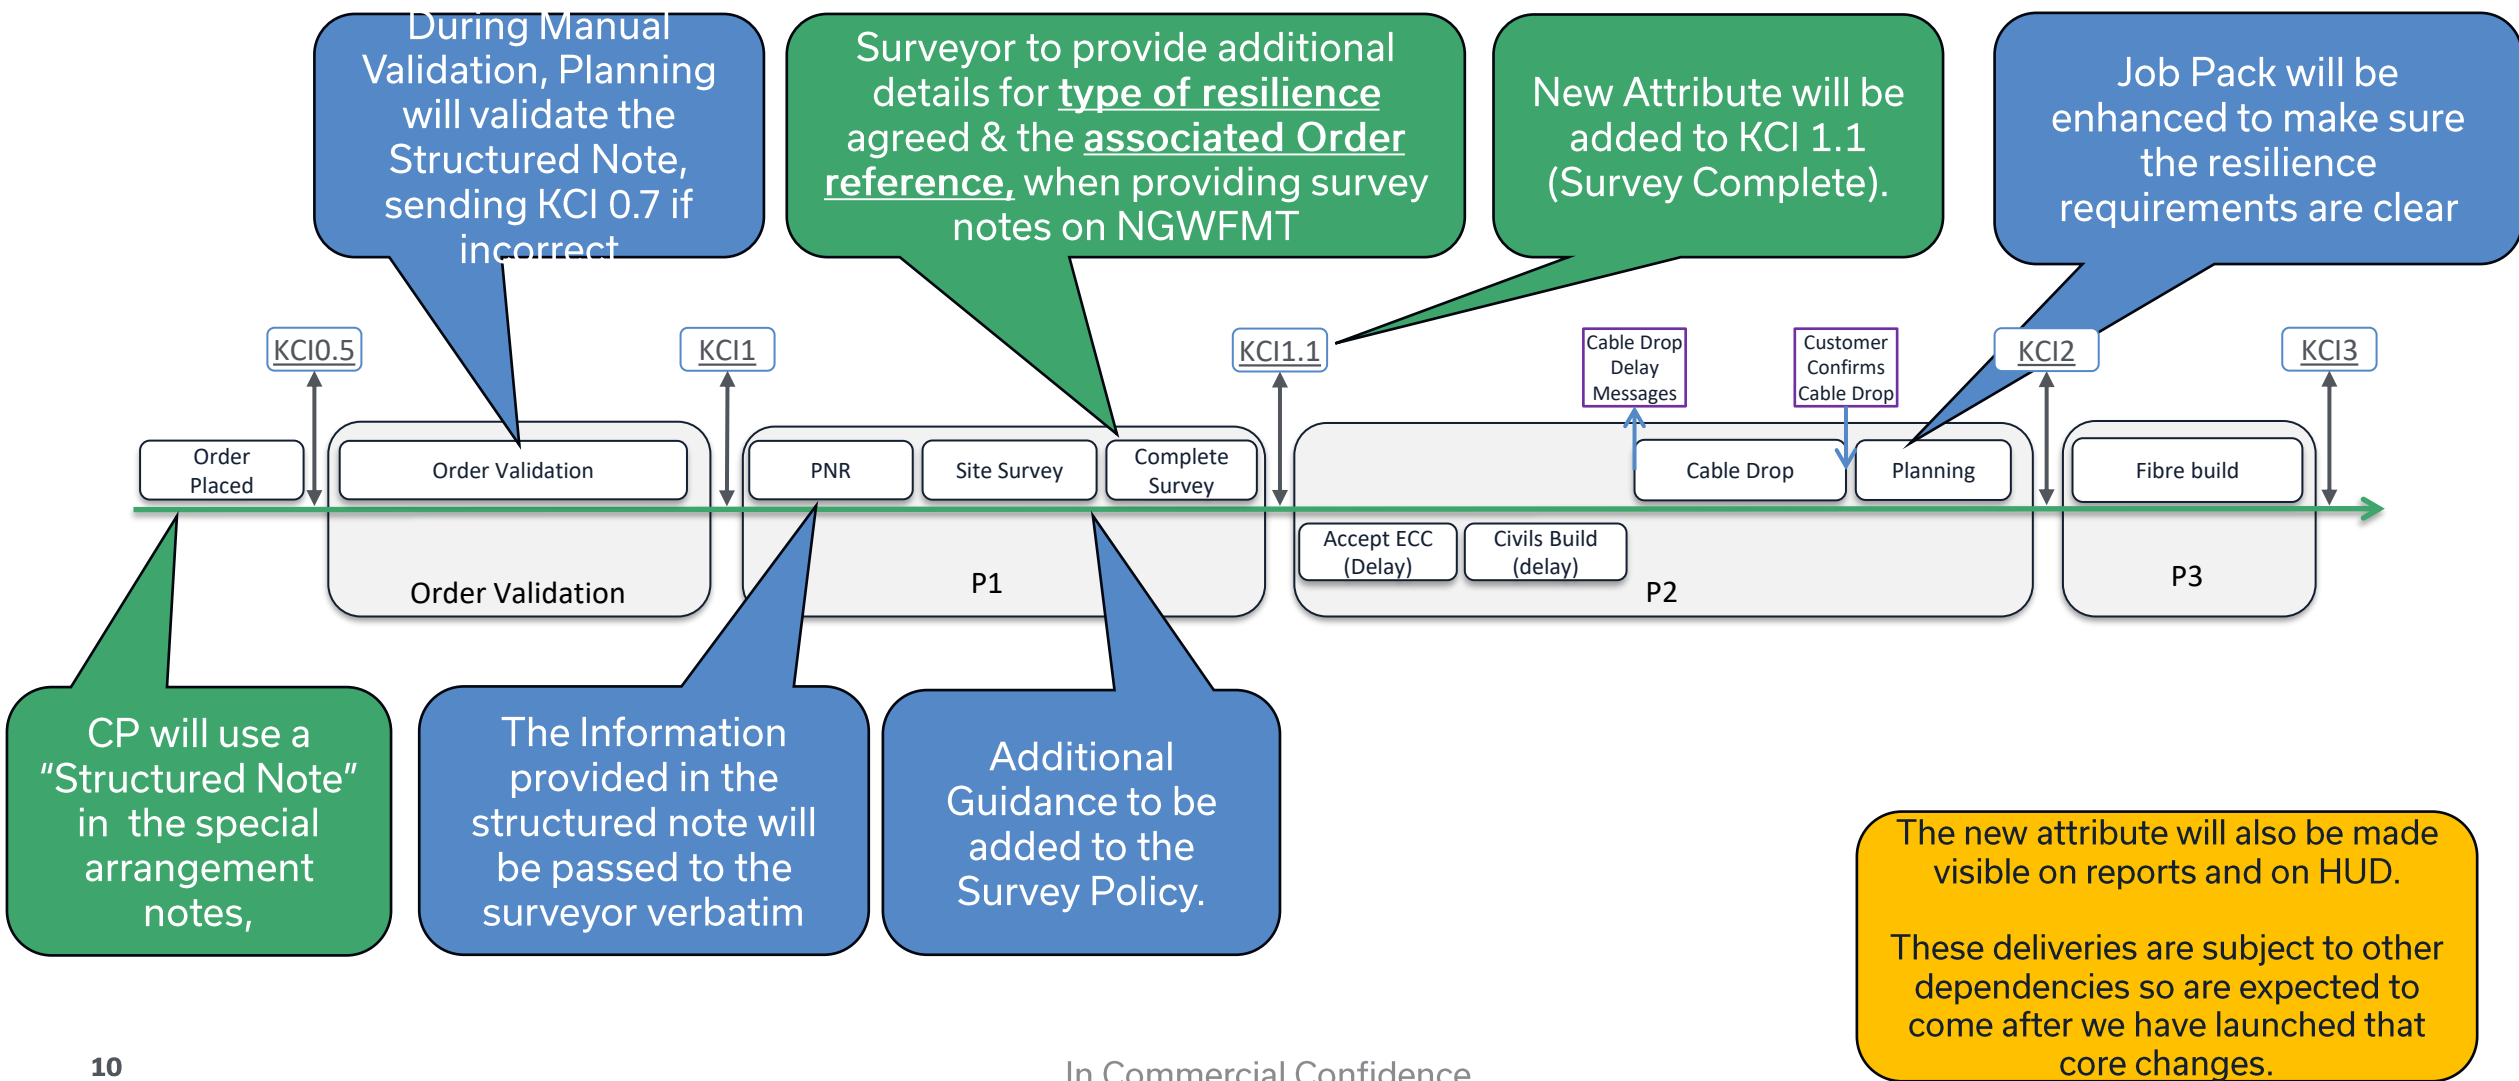 During Manual
Validation, Planning
will validate the
Structured Note,
sending KCI 0.7 if
incorrect
Surveyor to provide additional
details for type of resilience
agreed & the associated Order
reference, when providing survey
notes on NGWFMT
New Attribute will be
added to KCI 1.1
(Survey Complete).
Job Pack will be
enhanced to make sure
the resilience
requirements are clear
KCI0.5
KCI1
KCI1.1
Cable Drop
Delay
Messages
Customer
Confirms
Cable Drop
KCI2
KCI3
Order
Placed
Order Validation
PNR
Site Survey
Complete
Survey
Cable Drop
Planning
Fibre build
Accept ECC
(Delay)
Civils Build
(delay)
Order Validation
P1
P2
P3
CP will use a
“Structured Note”
in  the special
arrangement
notes,
The Information
provided in the
structured note will
be passed to the
surveyor verbatim
Additional
Guidance to be
added to the
Survey Policy.
The new attribute will also be made
visible on reports and on HUD.
These deliveries are subject to other
dependencies so are expected to
come after we have launched that
core changes.
10
In Commercial Confidence